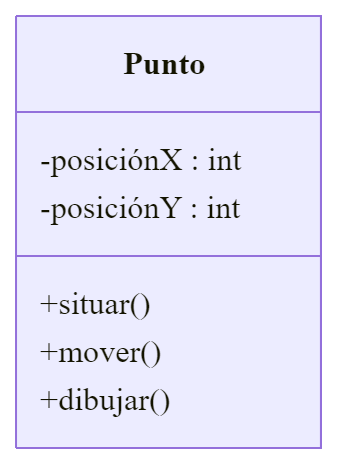 Punto
-posiciónX : int
-posiciónY : int
+situar()
+mover()
+dibujar()